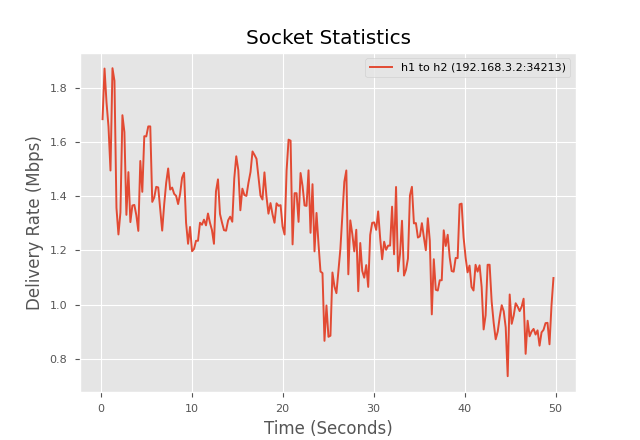 Socket Statistics
h1 to h2 (192.168.3.2:34213)
Delivery Rate (Mbps)
1.8
1.6
1.4
1.2
1.0
0.8
0 10 20 30 40 50
Time (Seconds)